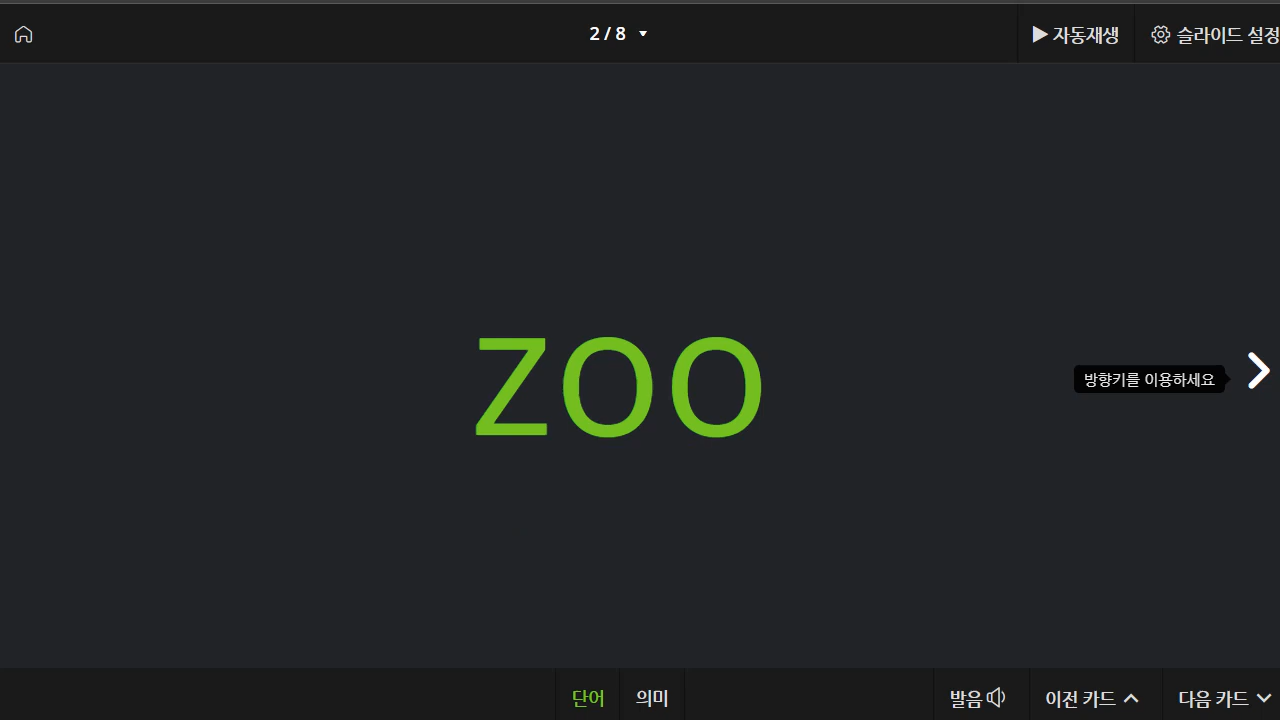 2 / 8
자동재생
슬라이드 설정
zoo
방향키를 이용하세요
단어
의미
발음
이전 카드
다음 카드